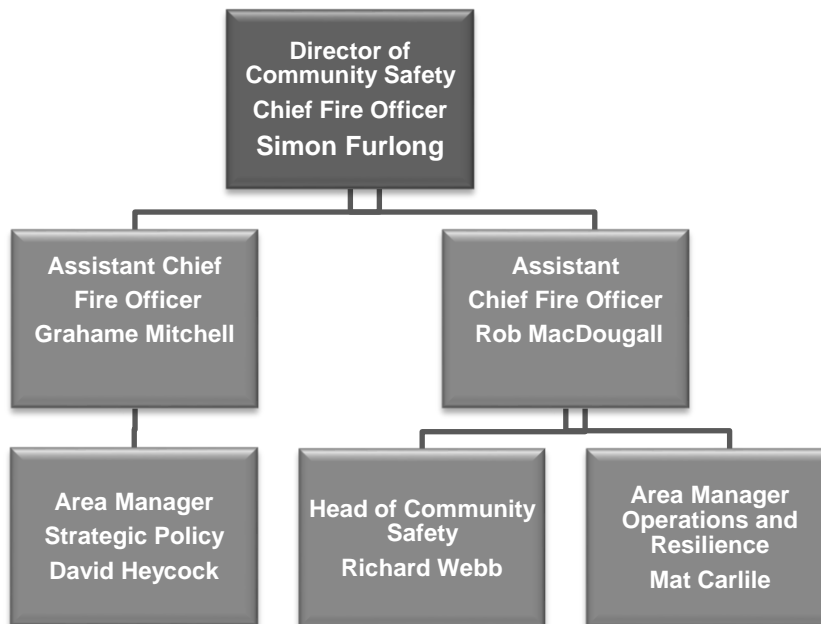 Director of
Community Safety
Chief Fire Officer
Simon Furlong
Assistant Chief
Fire Officer
Grahame Mitchell
Assistant
Chief Fire Officer
Rob MacDougall
Area Manager
Strategic Policy
David Heycock
Head of Community
Safety
Richard Webb
Area Manager
Operations and
Resilience
Mat Carlile